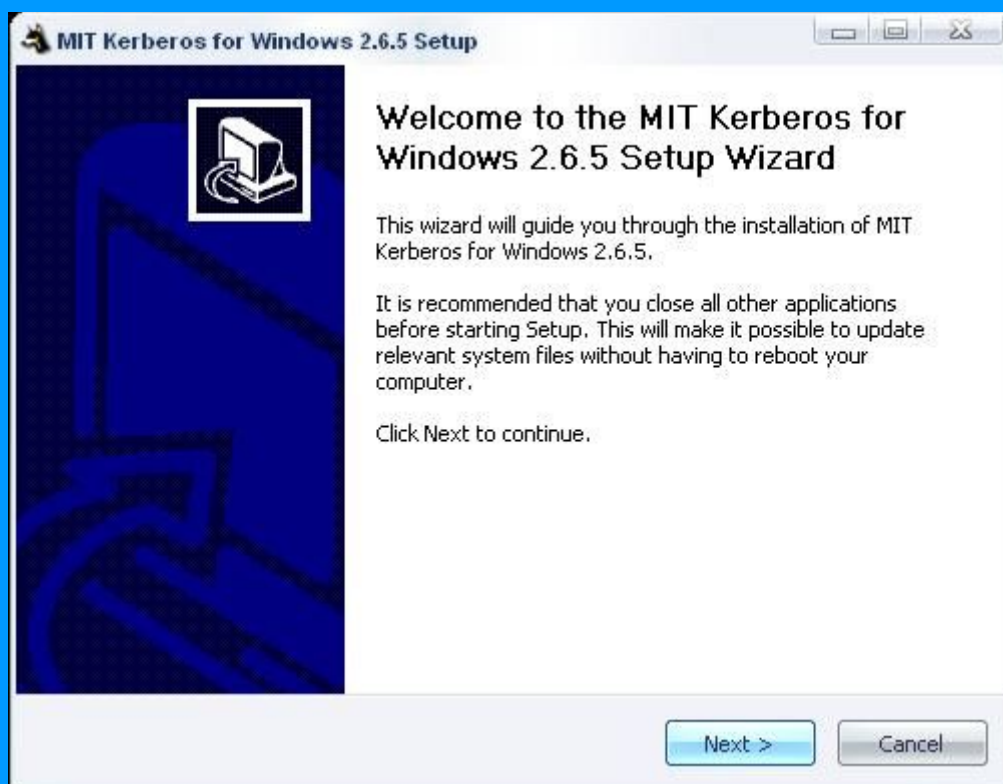 MIT Kerberos for Windows 2.6.5 Setup
Welcome to the MIT Kerberos for
Windows 2.6.5 Setup Wizard
This wizard will guide you through the installation of MIT
Kerberos for Windows 2.6.5.
It is recommended that you close all other applications
before starting Setup. This will make it possible to update
relevant system files without having to reboot your
computer.
Click Next to continue.
Next >
Cancel